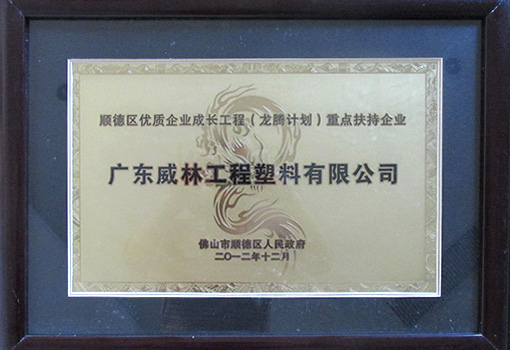 顺德区优质企业成长工程（龙腾计划）重点扶持企业
广东威林工程塑料有限公司
佛山市顺德区人民政府
二〇一二年十二月